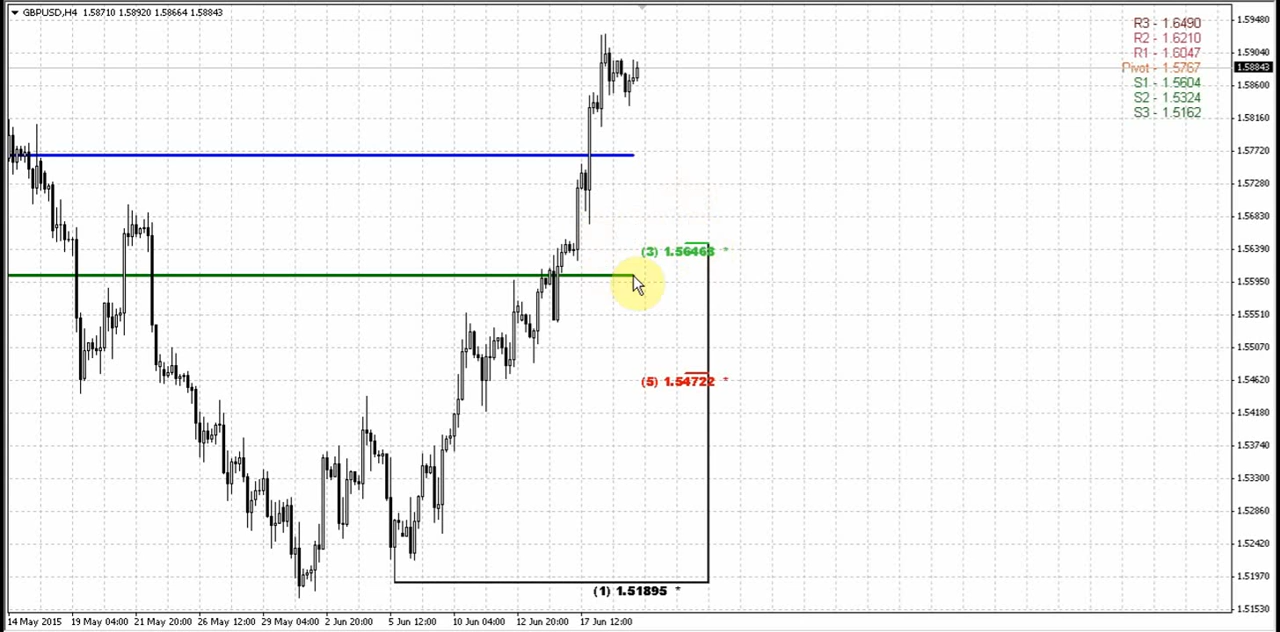 GBPUSD,H4 1.58710 1.58920 1.58664 1.58843
R3 - 1.6490
R2 - 1.6210
R1 - 1.6047
Pivot - 1.5767
S1 - 1.5604
S2 - 1.5324
S3 - 1.5162
1.59480
1.59040
1.58843
1.58600
1.58160
1.57720
1.57280
1.56830
1.56390
1.55950
1.55510
1.55070
1.54620
1.54180
1.53740
1.53300
1.52860
1.52420
1.51970
1.51530
(3) 1.56468 *
(5) 1.54722 *
(1) 1.51895 *
14 May 2015 19 May 04:00 21 May 20:00 26 May 12:00 29 May 04:00 2 Jun 20:00 5 Jun 12:00 10 Jun 04:00 12 Jun 20:00 17 Jun 12:00